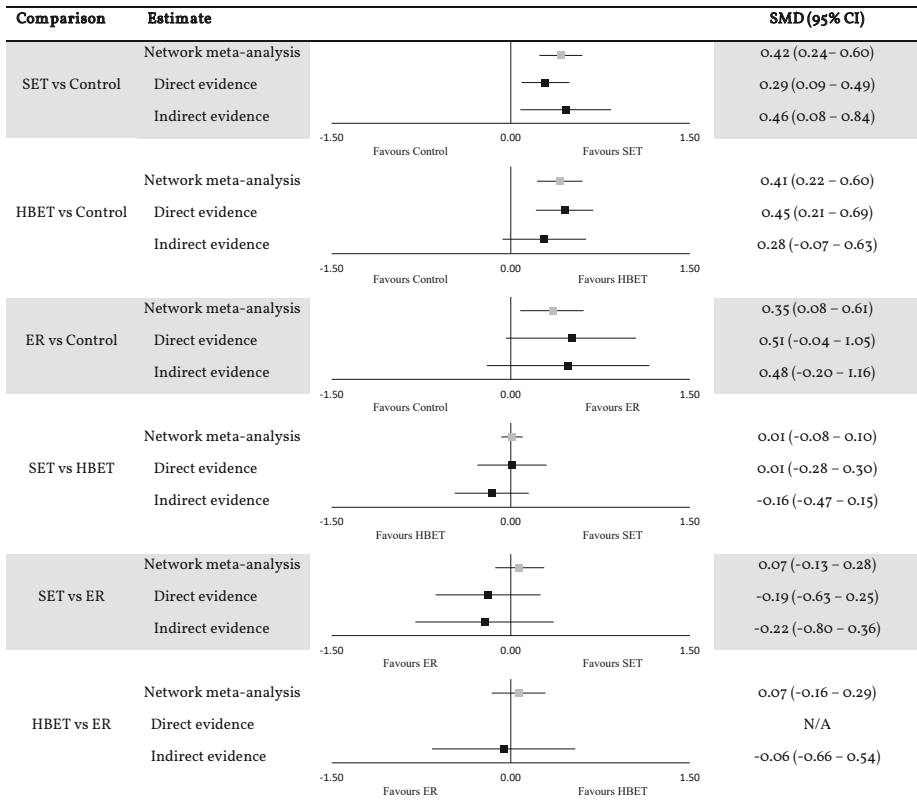 Comparison Estimate SMD (95% CI)
Network meta-analysis 0.42 (0.24– 0.60)
SET vs Control Direct evidence 0.29 (0.09 – 0.49)
Indirect evidence 0.46 (0.08 – 0.84)
-1.50 0.00 1.50
Favours Control Favours SET
Network meta-analysis 0.41 (0.22 – 0.60)
HBET vs Control Direct evidence 0.45 (0.21 – 0.69)
Indirect evidence 0.28 (-0.07 – 0.63)
-1.50 0.00 1.50
Favours Control Favours HBET
Network meta-analysis 0.35 (0.08 – 0.61)
ER vs Control Direct evidence 0.51 (-0.04 – 1.05)
Indirect evidence 0.48 (-0.20 – 1.16)
-1.50 0.00 1.50
Favours Control Favours ER
Network meta-analysis 0.01 (-0.08 – 0.10)
SET vs HBET Direct evidence 0.01 (-0.28 – 0.30)
Indirect evidence -0.16 (-0.47 – 0.15)
-1.50 0.00 1.50
Favours HBET Favours SET
Network meta-analysis 0.07 (-0.13 – 0.28)
SET vs ER Direct evidence -0.19 (-0.63 – 0.25)
Indirect evidence -0.22 (-0.80 – 0.36)
-1.50 0.00 1.50
Favours ER Favours SET
Network meta-analysis 0.07 (-0.16 – 0.29)
HBET vs ER Direct evidence N/A
Indirect evidence -0.06 (-0.66 – 0.54)
-1.50 0.00 1.50
Favours ER Favours HBET